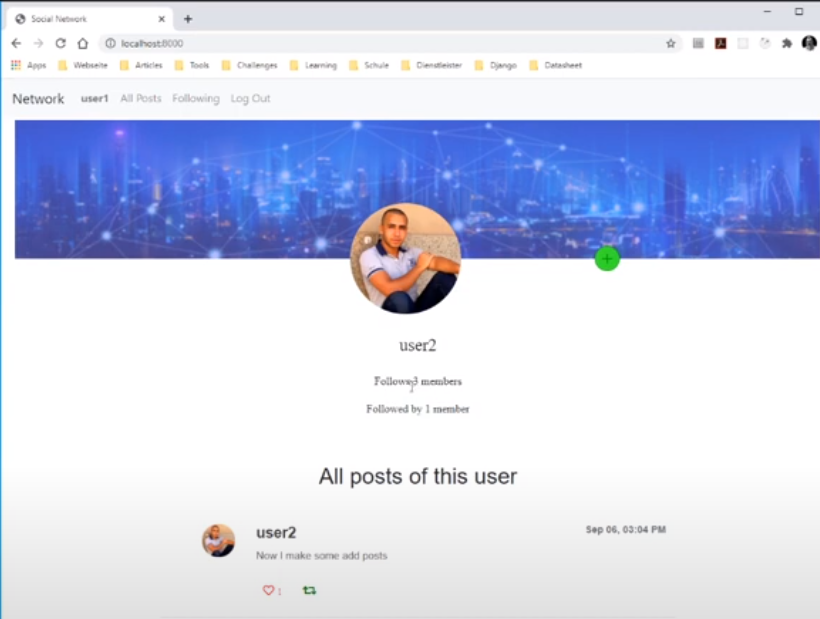 Social Network
localhost:8000
Apps Webseite Articles Tools Challenges Learning Schule Dienstleister Django Datasheet
Network user1 All Posts Following Log Out
user2
3 members
Followed by 1 member
All posts of this user
user2 Sep 06, 03:04 PM
Now I make some add posts
1